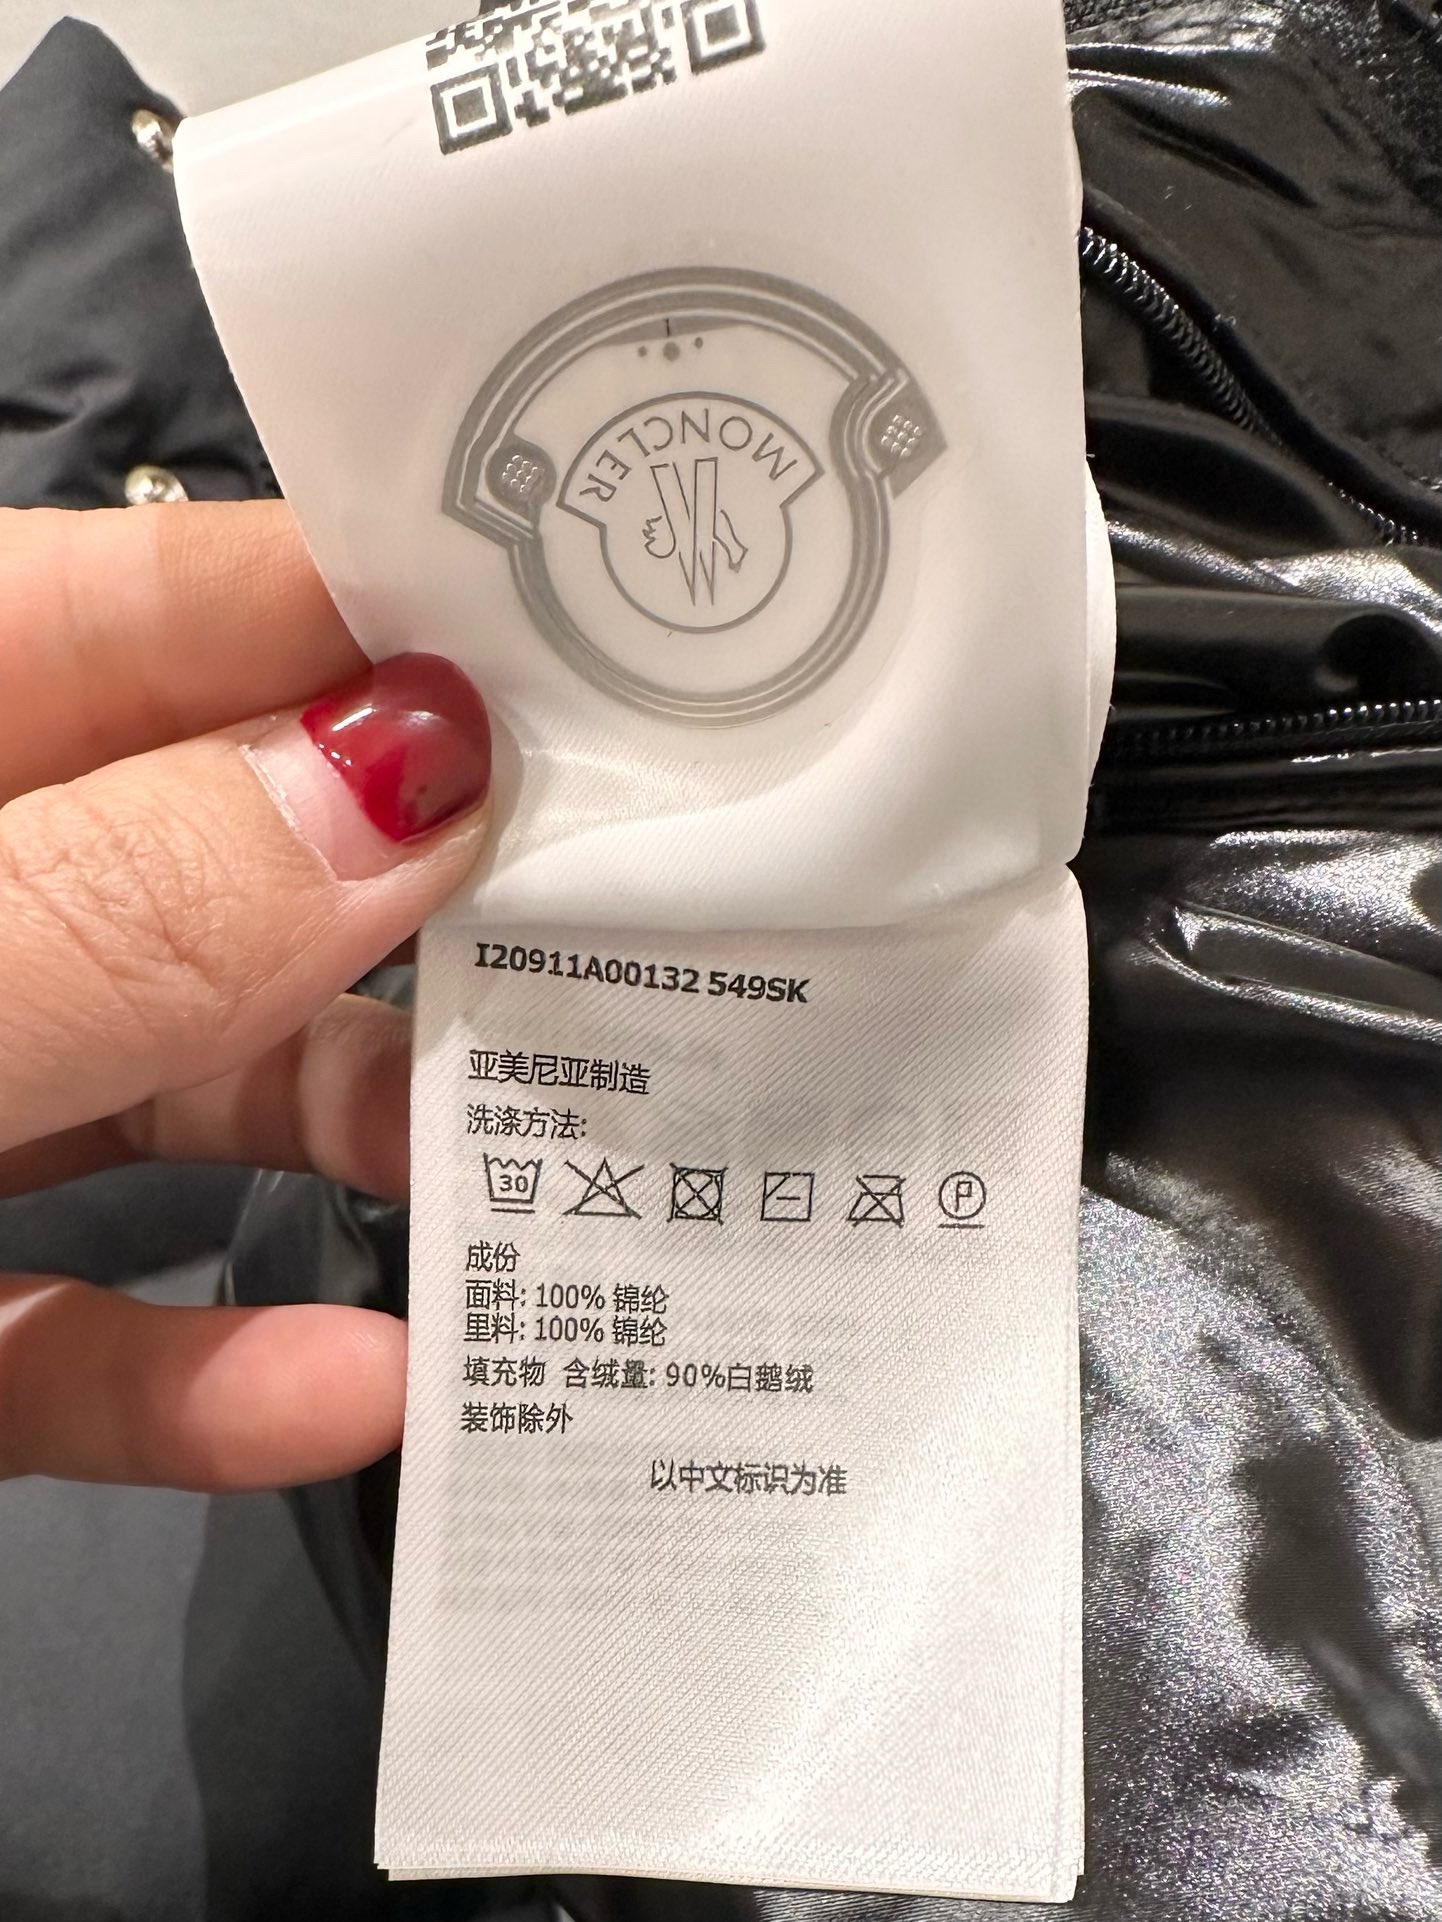 MONCLER
I20911A00132 549SK
亚美尼亚制造
洗涤方法:
30 P
成份
面料: 100% 锦纶
里料: 100% 锦纶
填充物 含绒量: 90%白鹅绒
装饰除外
以中文标识为准